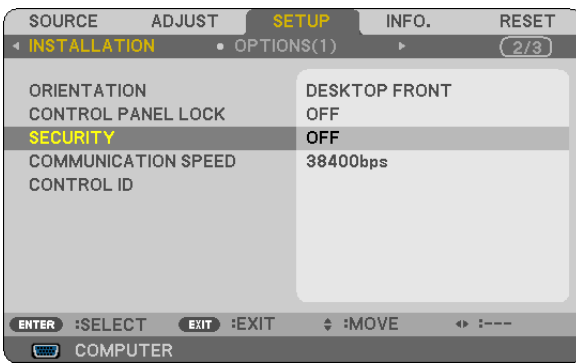 SOURCE ADJUST SETUP INFO. RESET
INSTALLATION • OPTIONS(1) 2/3
ORIENTATION DESKTOP FRONT
CONTROL PANEL LOCK OFF
SECURITY OFF
COMMUNICATION SPEED 38400bps
CONTROL ID
ENTER :SELECT EXIT :EXIT :MOVE :---
COMPUTER